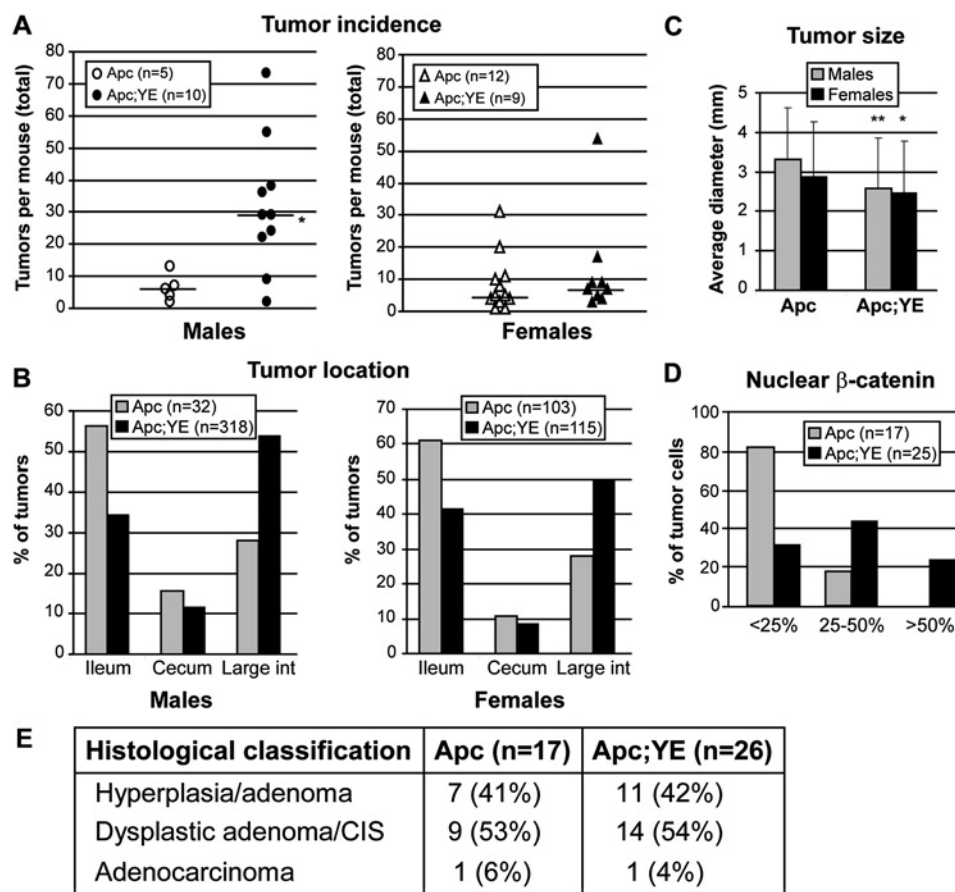 A
Tumor incidence
Tumors per mouse (total)
80
70
60
50
40
30
20
10
0
Apc (n=5)
Apc;YE (n=10)
*
Males
Tumors per mouse (total)
80
70
60
50
40
30
20
10
0
Apc (n=12)
Apc;YE (n=9)
Females
C
Tumor size
Average diameter (mm)
5
4
3
2
1
0
Males
Females
** *
Apc Apc;YE
B
Tumor location
% of tumors
60
50
40
30
20
10
0
Apc (n=32)
Apc;YE (n=318)
Ileum Cecum Large int
Males
% of tumors
70
60
50
40
30
20
10
0
Apc (n=103)
Apc;YE (n=115)
Ileum Cecum Large int
Females
D
Nuclear β-catenin
% of tumor cells
100
80
60
40
20
0
Apc (n=17)
Apc;YE (n=25)
<25% 25-50% >50%
E
Histological classification Apc (n=17) Apc;YE (n=26)
Hyperplasia/adenoma 7 (41%) 11 (42%)
Dysplastic adenoma/CIS 9 (53%) 14 (54%)
Adenocarcinoma 1 (6%) 1 (4%)